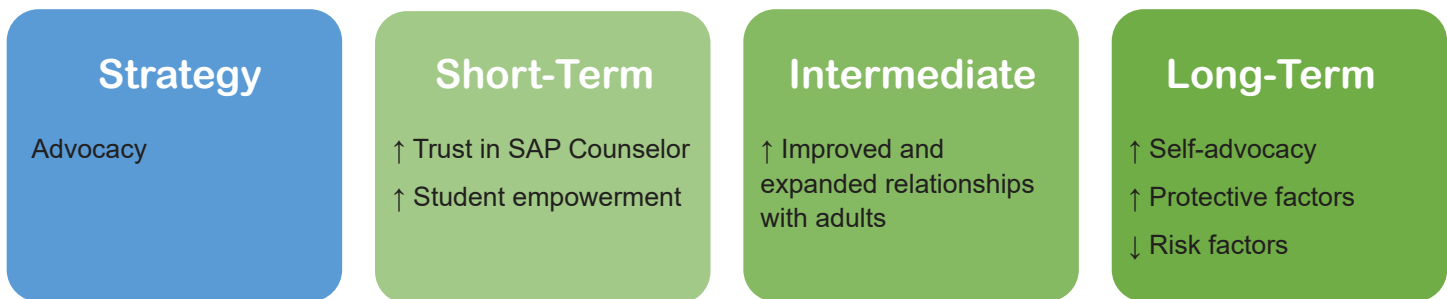 Strategy
Advocacy
Short-Term
↑ Trust in SAP Counselor
↑ Student empowerment
Intermediate
↑ Improved and
expanded relationships
with adults
Long-Term
↑ Self-advocacy
↑ Protective factors
↓ Risk factors